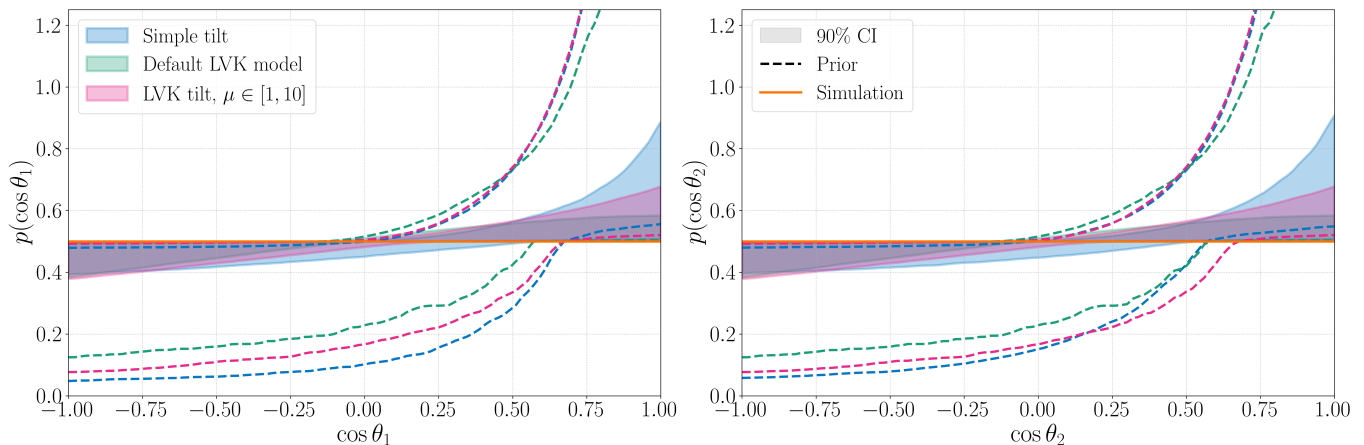 1.2
1.0
0.8
0.6
0.4
0.2
0.0
p(cos θ₁)
Simple tilt
Default LVK model
LVK tilt, μ ∈ [1, 10]
−1.00 −0.75 −0.50 −0.25 0.00 0.25 0.50 0.75 1.00
cos θ₁
1.2
1.0
0.8
0.6
0.4
0.2
0.0
p(cos θ₂)
90% CI
Prior
Simulation
−1.00 −0.75 −0.50 −0.25 0.00 0.25 0.50 0.75 1.00
cos θ₂